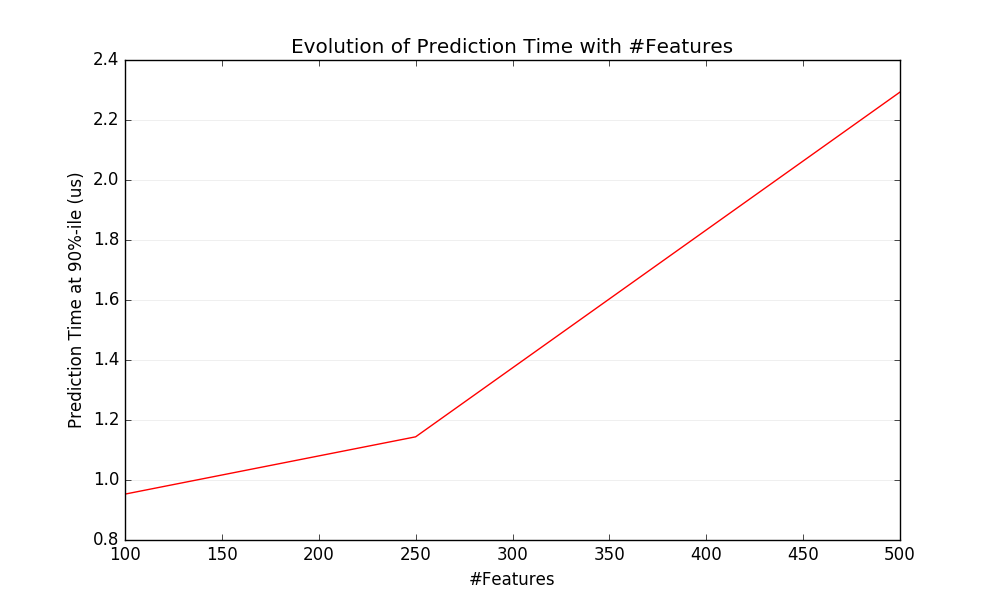 Evolution of Prediction Time with #Features
2.4
2.2
2.0
1.8
1.6
1.4
1.2
1.0
0.8
Prediction Time at 90%-ile (us)
100 150 200 250 300 350 400 450 500
#Features